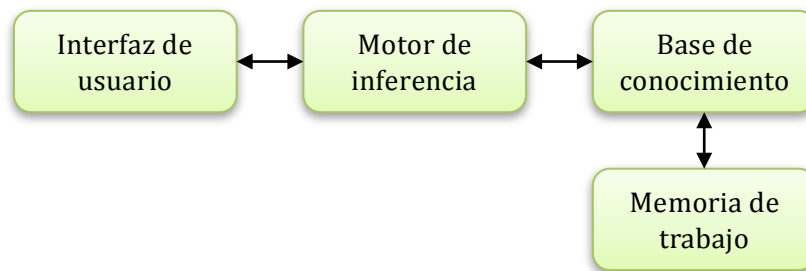 Interfaz de
usuario
Motor de
inferencia
Base de
conocimiento
Memoria de
trabajo